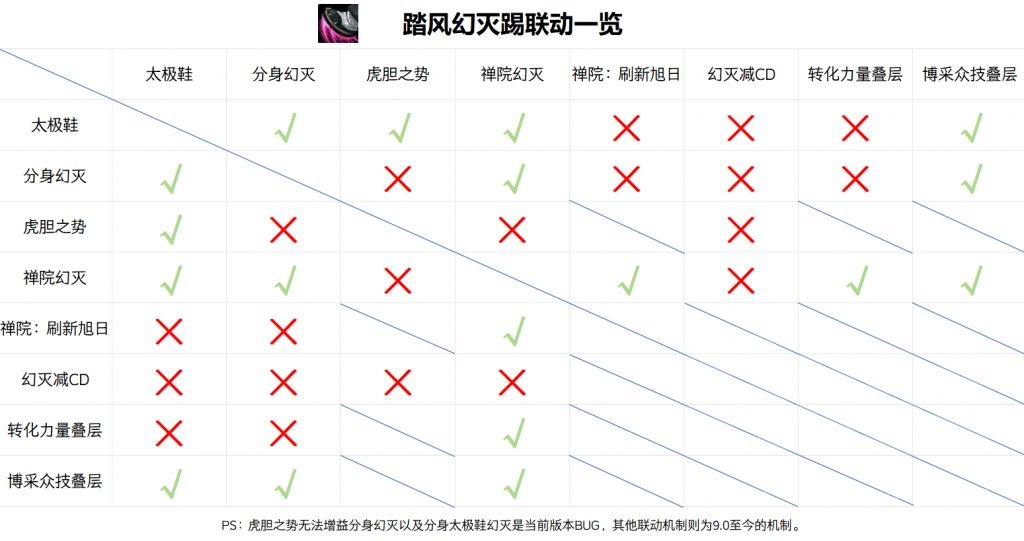 踏风幻灭踢联动一览
太极鞋 分身幻灭 虎胆之势 禅院幻灭 禅院：刷新旭日 幻灭减CD 转化力量叠层 博采众技叠层
太极鞋
分身幻灭
虎胆之势
禅院幻灭
禅院：刷新旭日
幻灭减CD
转化力量叠层
博采众技叠层
PS：虎胆之势无法增益分身幻灭以及分身太极鞋幻灭是当前版本BUG，其他联动机制则为9.0至今的机制。